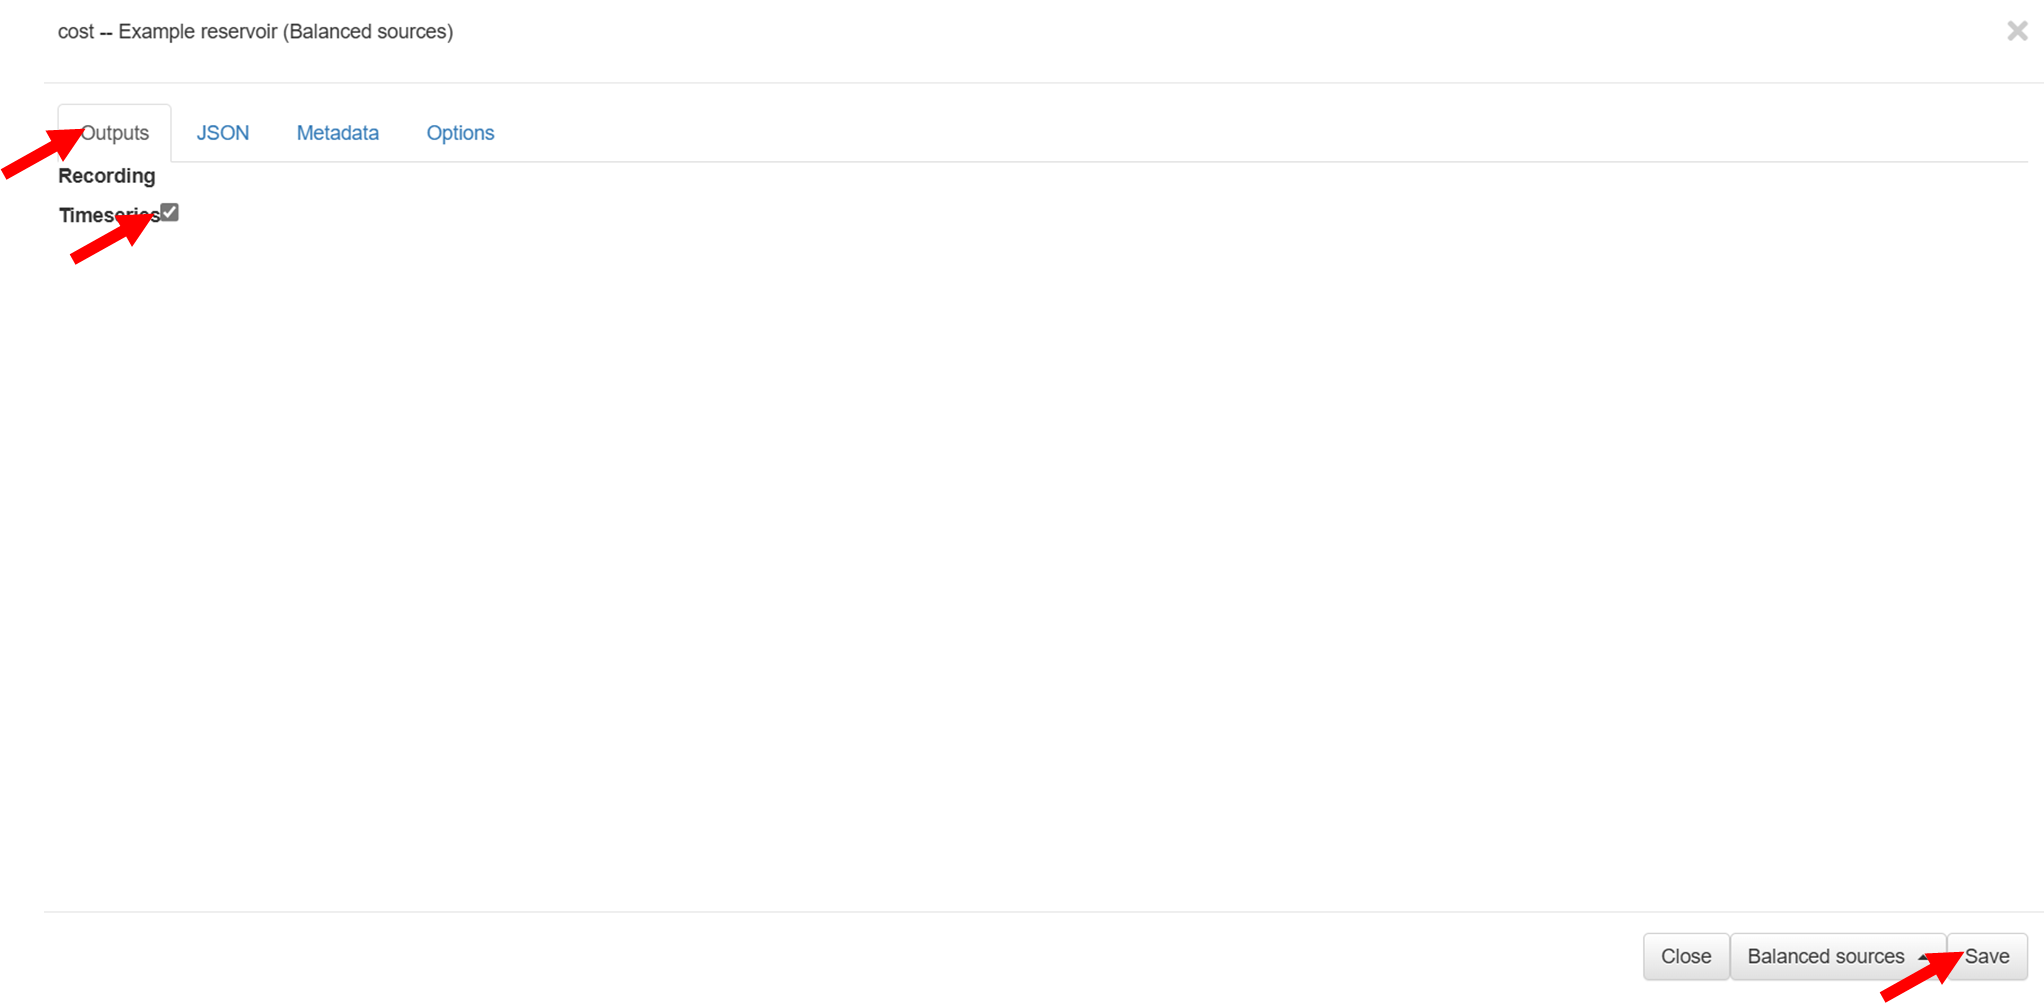 cost -- Example reservoir (Balanced sources)
Outputs JSON Metadata Options
Recording
Timeseries
Close Balanced sources Save